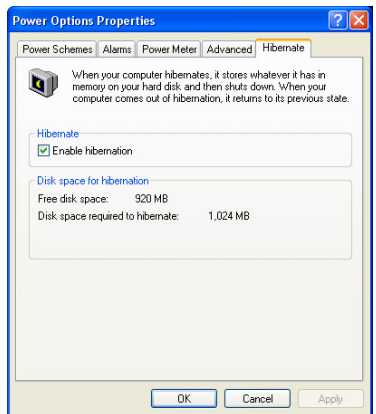 Power Options Properties
Power Schemes Alarms Power Meter Advanced Hibernate
When your computer hibernates, it stores whatever it has in
memory on your hard disk and then shuts down. When your
computer comes out of hibernation, it returns to its previous state.
Hibernate
Enable hibernation
Disk space for hibernation
Free disk space: 920 MB
Disk space required to hibernate: 1,024 MB
OK Cancel Apply